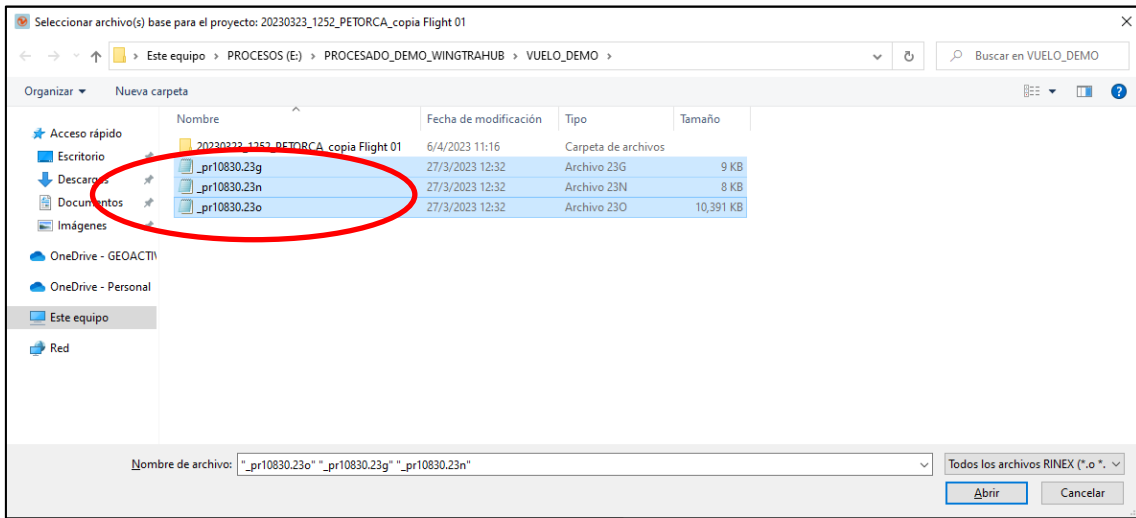 Seleccionar archivo(s) base para el proyecto: 20230323_1252_PETORCA_copia Flight 01
Este equipo > PROCESOS (E:) > PROCESADO_DEMO_WINGTRAHUB > VUELO_DEMO >
Buscar en VUELO_DEMO
Organizar
Nueva carpeta
Nombre
Fecha de modificación
Tipo
Tamaño
Acceso rápido
Escritorio
Descargas
Documentos
Imágenes
OneDrive - GEOACTIV
OneDrive - Personal
Este equipo
Red
20230323_1252_PETORCA_copia Flight 01 6/4/2023 11:16 Carpeta de archivos
_pr10830.23g 27/3/2023 12:32 Archivo 23G 9 KB
_pr10830.23n 27/3/2023 12:32 Archivo 23N 8 KB
_pr10830.23o 27/3/2023 12:32 Archivo 23O 10,391 KB
Nombre de archivo: "_pr10830.23o" "_pr10830.23g" "_pr10830.23n"
Todos los archivos RINEX (*.o *.
Abrir
Cancelar